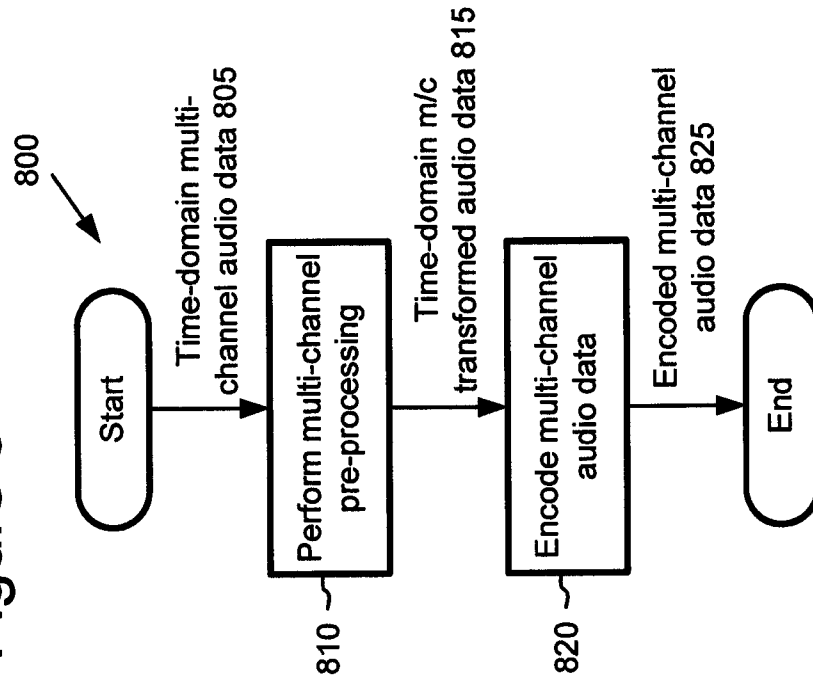 800
Start
Time-domain multi-
channel audio data 805
Perform multi-channel
pre-processing
810
Time-domain m/c
transformed audio data 815
Encode multi-channel
audio data
820
Encoded multi-channel
audio data 825
End